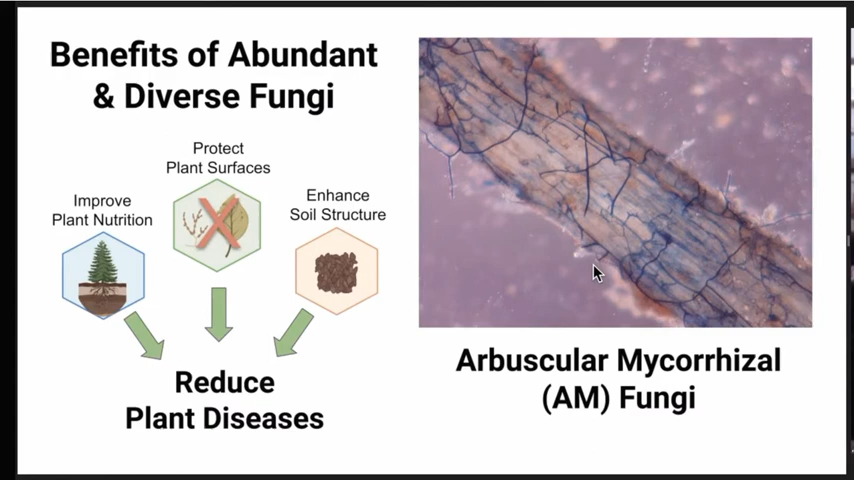 Benefits of Abundant
& Diverse Fungi
Protect
Plant Surfaces
Improve
Plant Nutrition
Enhance
Soil Structure
Reduce
Plant Diseases
Arbuscular Mycorrhizal
(AM) Fungi